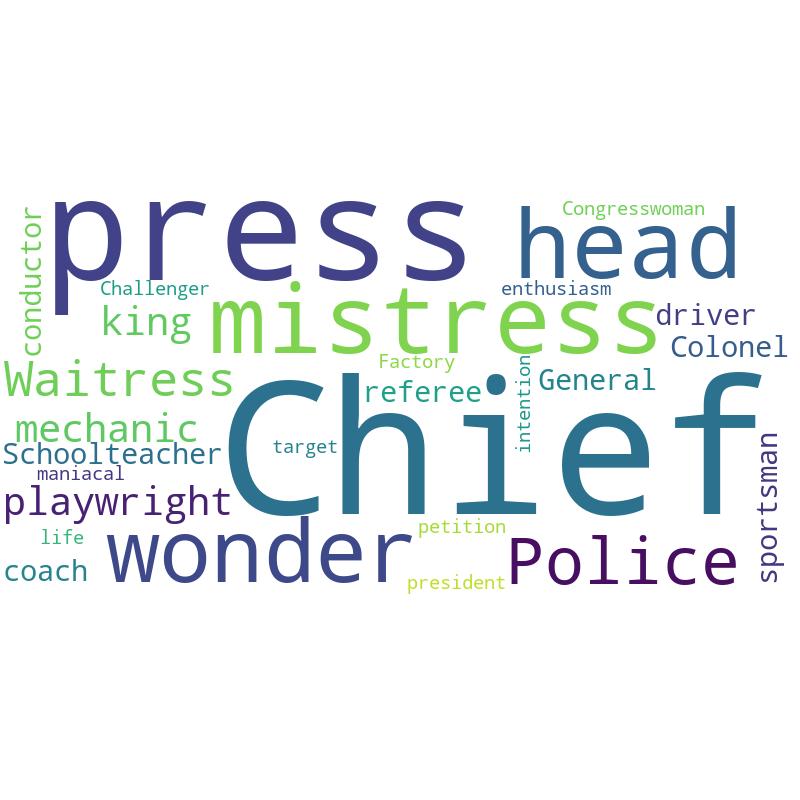 press
head
Congresswoman
conductor
Challenger
enthusiasm
mistress
king
driver
Colonel
Factory
Waitress
referee
intention
General
Chief
mechanic
Schoolteacher
target
maniacal
playwright
sportsman
wonder
petition
Police
life
coach
president